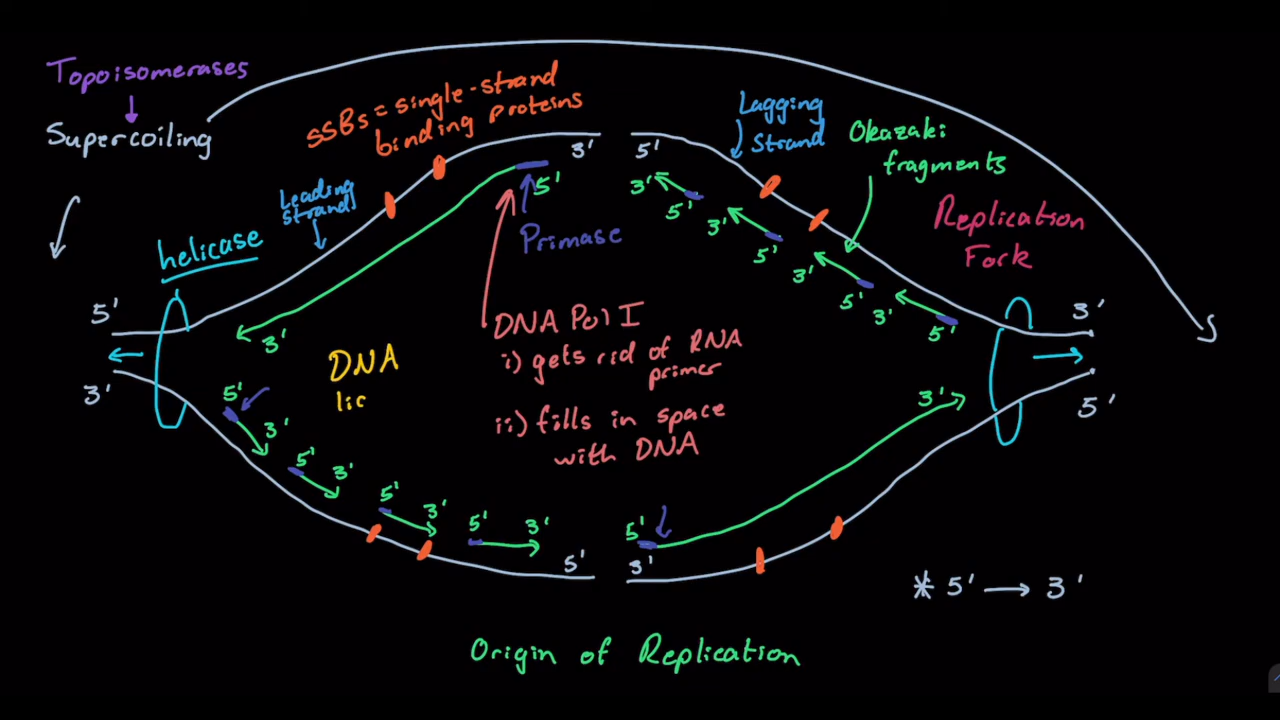 Topoisomerases
Supercoiling
SSBs = single-strand
binding proteins
Leading
strand
helicase
3'
5'
5'
Primase
Lagging
Strand
Okazaki
fragments
Replication
Fork
3'
5'
3'
5'
3'
5'
3'
5'
5'
3'
3'
5'
3'
DNA
lic
DNA Pol I
i) gets rid of RNA
primer
ii) fills in space
with DNA
5'
3'
5'
3'
5'
3'
5'
3'
5'
5'
3'
3'
5'
* 5' → 3'
Origin of Replication